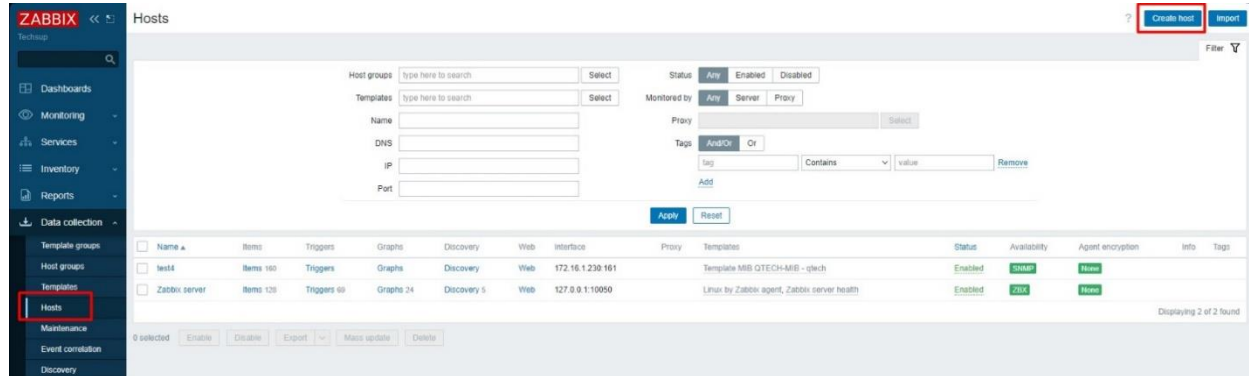 ZABBIX
Techsup
Dashboards
Monitoring
Services
Inventory
Reports
Data collection
Template groups
Host groups
Templates
Hosts
Maintenance
Event correlation
Discovery
Hosts
? Create host Import
Filter
Host groups type here to search Select Status Any Enabled Disabled
Templates type here to search Select Monitored by Any Server Proxy
Name Proxy Select
DNS Tags And/Or Or
IP tag Contains value Remove
Port Add
Apply Reset
Name Items Triggers Graphs Discovery Web Interface Proxy Templates Status Availability Agent encryption Info Tags
test4 Items 160 Triggers Graphs Discovery Web 172.16.1.230:161 Template MIB QTECH-MIB - qtech Enabled SNMP None
Zabbix server Items 128 Triggers 60 Graphs 24 Discovery 5 Web 127.0.0.1:10050 Linux by Zabbix agent, Zabbix server health Enabled ZBX None
Displaying 2 of 2 found
0 selected Enable Disable Export Mass update Delete